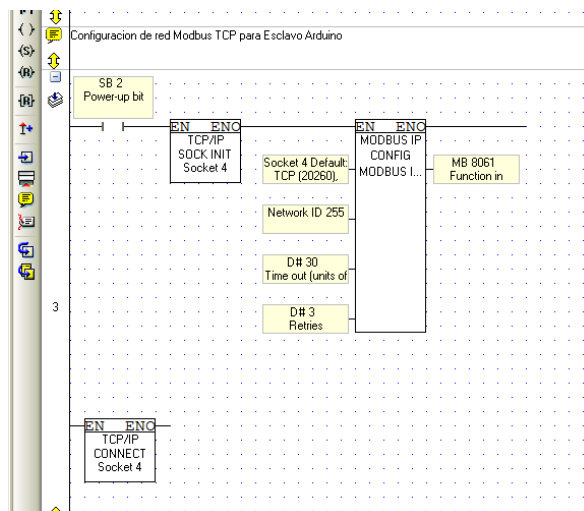 Configuracion de red Modbus TCP para Esclavo Arduino
SB 2
Power-up bit
EN ENO
TCP/IP
SOCK INIT
Socket 4
EN ENO
MODBUS IP
CONFIG
MODBUS I...
Socket 4 Default:
TCP (20260),
MB 8061
Function in
Network ID 255
D# 30
Time out (units of
D# 3
Retries
3
EN ENO
TCP/IP
CONNECT
Socket 4